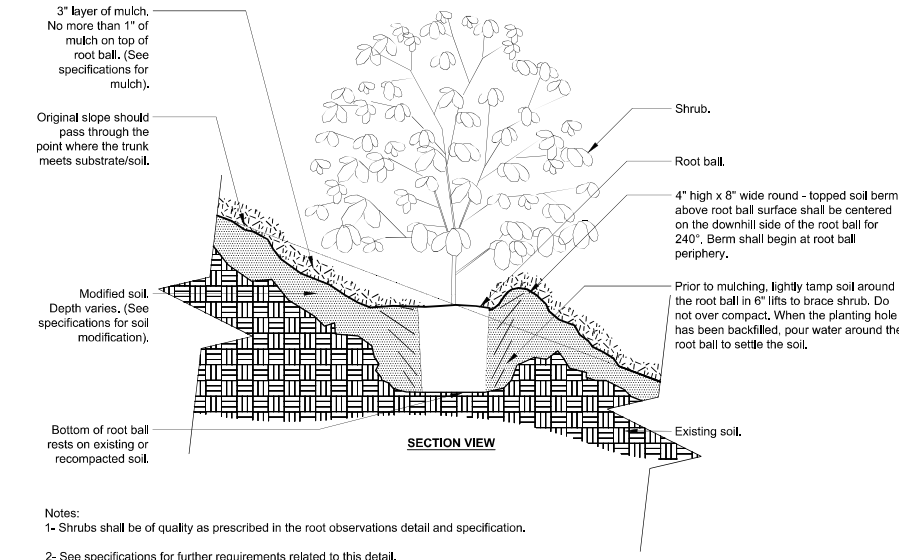 3" layer of mulch.
No more than 1" of
mulch on top of
root ball. (See
specifications for
mulch).
Original slope should
pass through the
point where the trunk
meets substrate/soil.
Modified soil.
Depth varies. (See
specifications for soil
modification).
Bottom of root ball
rests on existing or
recompacted soil.
Shrub.
Root ball.
4" high x 8" wide round - topped soil berm
above root ball surface shall be centered
on the downhill side of the root ball for
240°. Berm shall begin at root ball
periphery.
Prior to mulching, lightly tamp soil around
the root ball in 6" lifts to brace shrub. Do
not over compact. When the planting hole
has been backfilled, pour water around the
root ball to settle the soil.
Existing soil.
SECTION VIEW
Notes:
1- Shrubs shall be of quality as prescribed in the root observations detail and specification.
2- See specifications for further requirements related to this detail.